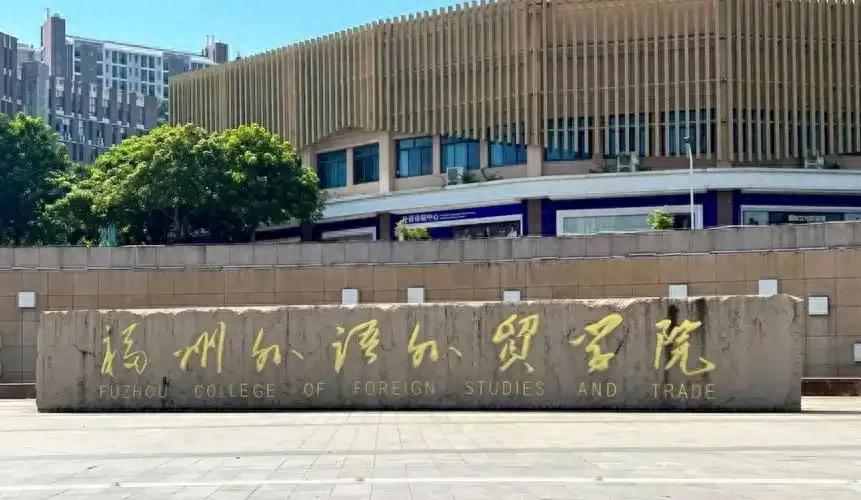 福州外语外贸学院
FUZHOU COLLEGE OF FOREIGN STUDIES AND TRADE